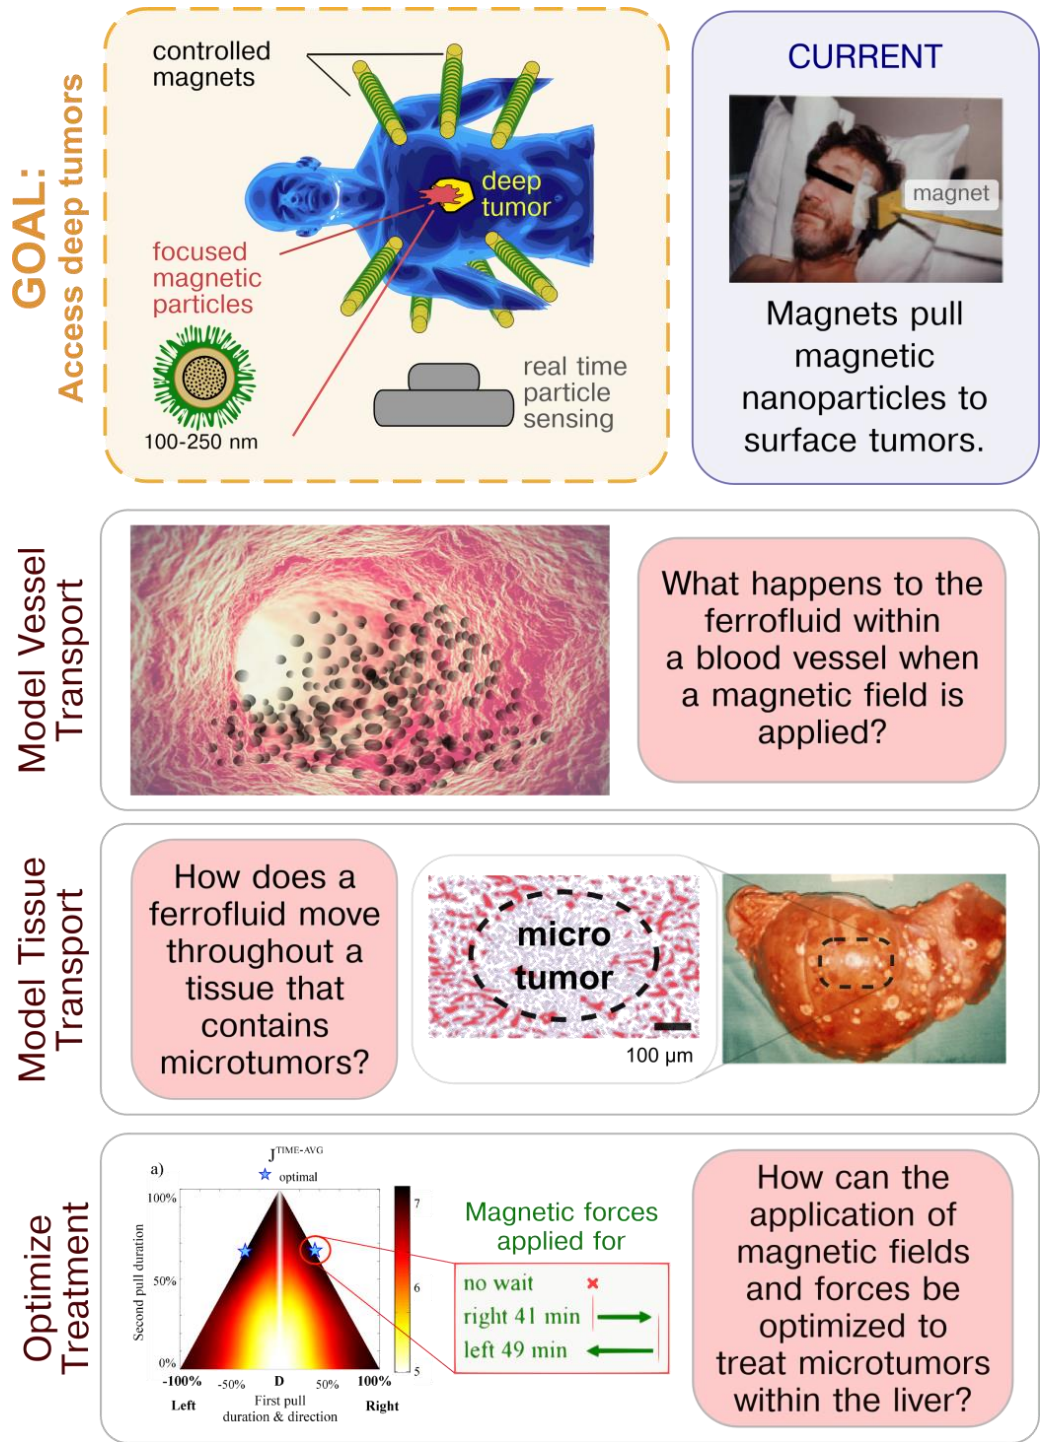 GOAL:
Access deep tumors
controlled
magnets
deep
tumor
focused
magnetic
particles
100-250 nm
real time
particle
sensing
CURRENT
magnet
Magnets pull
magnetic
nanoparticles to
surface tumors.
Model Vessel
Transport
What happens to the
ferrofluid within
a blood vessel when
a magnetic field is
applied?
Model Tissue
Transport
How does a
ferrofluid move
throughout a
tissue that
contains
microtumors?
micro
tumor
100 µm
Optimize
Treatment
a)
J^TIME-AVG
optimal
Second pull duration
100%
50%
0%
-100%
-50%
D
50%
100%
Left
First pull
duration & direction
Right
7
6
5
Magnetic forces
applied for
no wait
right 41 min
left 49 min
How can the
application of
magnetic fields
and forces be
optimized to
treat microtumors
within the liver?